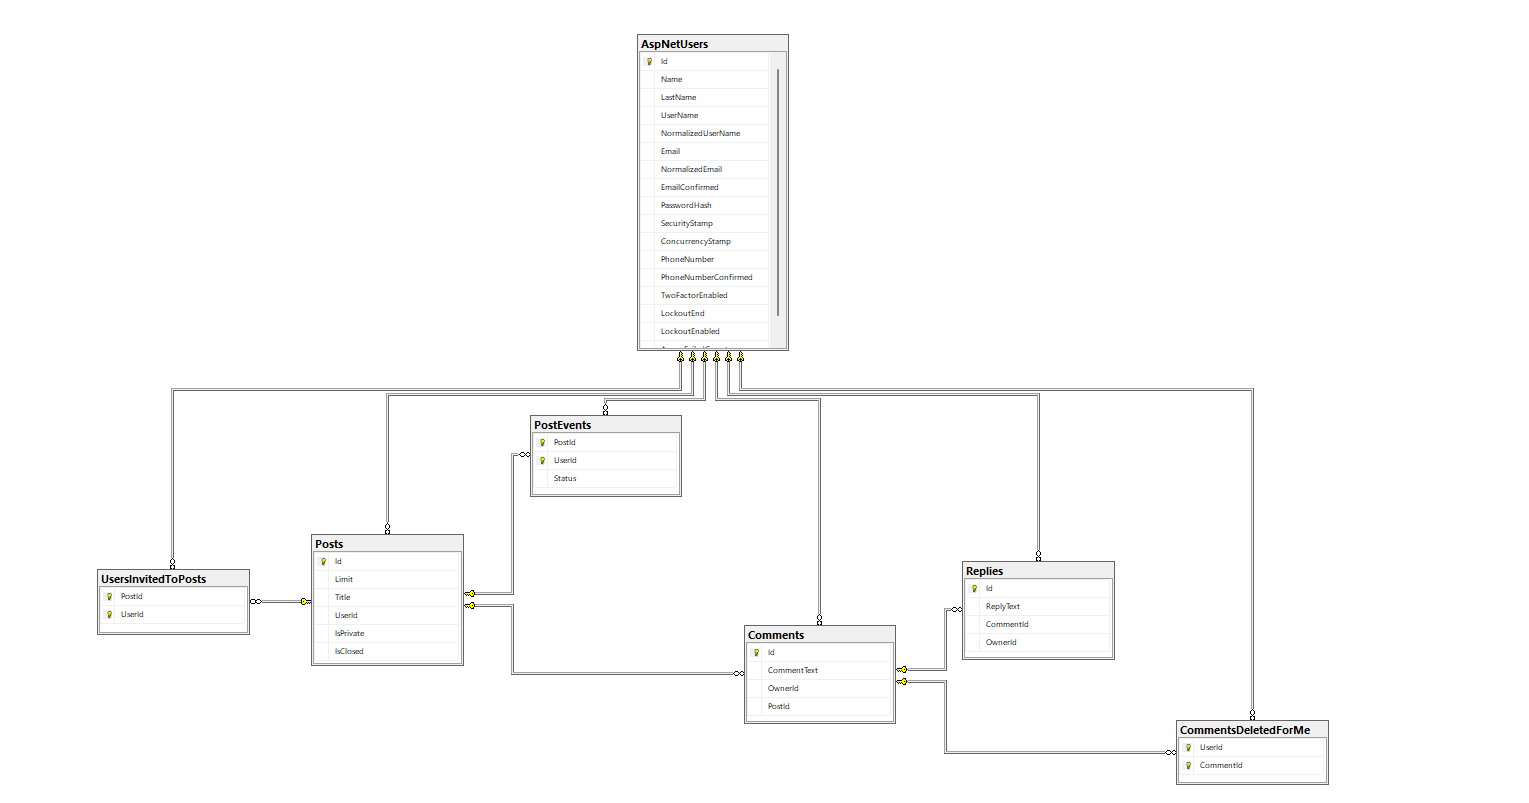 AspNetUsers
Id
Name
LastName
UserName
NormalizedUserName
Email
NormalizedEmail
EmailConfirmed
PasswordHash
SecurityStamp
ConcurrencyStamp
PhoneNumber
PhoneNumberConfirmed
TwoFactorEnabled
LockoutEnd
LockoutEnabled
PostEvents
PostId
UserId
Status
Posts
Id
Limit
Title
UserId
IsPrivate
IsClosed
UsersInvitedToPosts
PostId
UserId
Replies
Id
ReplyText
CommentId
OwnerId
Comments
Id
CommentText
OwnerId
PostId
CommentsDeletedForMe
UserId
CommentId